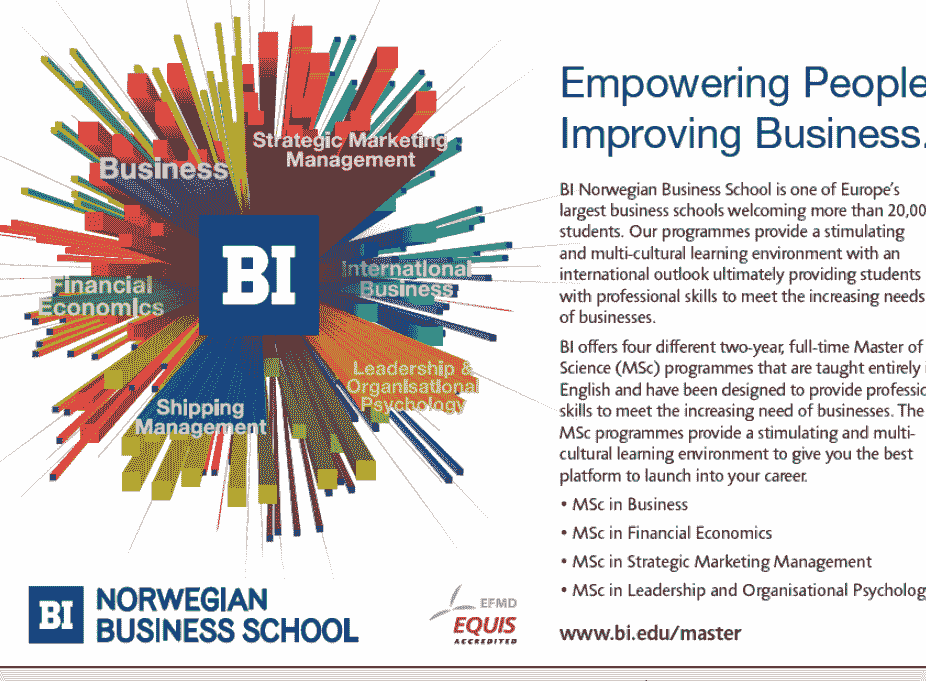 Strategic Marketing
Management
Business
BI
International
Business
Financial
Economics
Leadership &
Organisational
Psychology
Shipping
Management
BI NORWEGIAN
BUSINESS SCHOOL
EFMD
EQUIS
ACCREDITED
Empowering People
Improving Business.
BI Norwegian Business School is one of Europe's
largest business schools welcoming more than 20,00
students. Our programmes provide a stimulating
and multi-cultural learning environment with an
international outlook ultimately providing students
with professional skills to meet the increasing needs
of businesses.
BI offers four different two-year, full-time Master of
Science (MSc) programmes that are taught entirely i
English and have been designed to provide professio
skills to meet the increasing need of businesses. The
MSc programmes provide a stimulating and multi-
cultural learning environment to give you the best
platform to launch into your career.
• MSc in Business
• MSc in Financial Economics
• MSc in Strategic Marketing Management
• MSc in Leadership and Organisational Psycholog
www.bi.edu/master